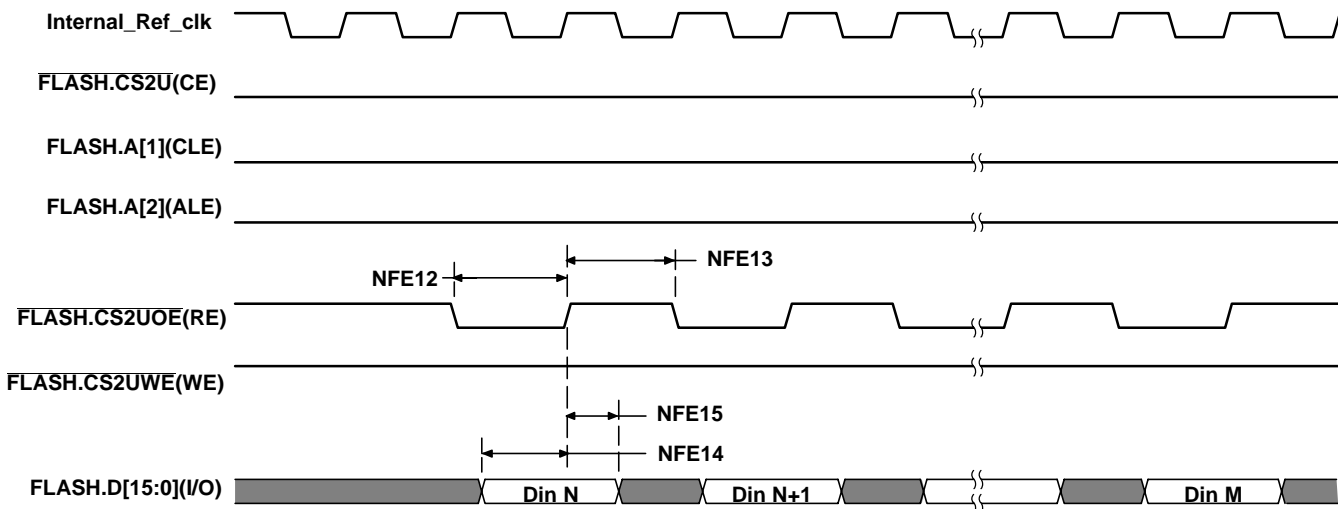 Internal_Ref_clk
FLASH.CS2U(CE)
FLASH.A[1](CLE)
FLASH.A[2](ALE)
NFE13
NFE12
FLASH.CS2UOE(RE)
FLASH.CS2UWE(WE)
NFE15
NFE14
FLASH.D[15:0](I/O) Din N Din N+1 Din M